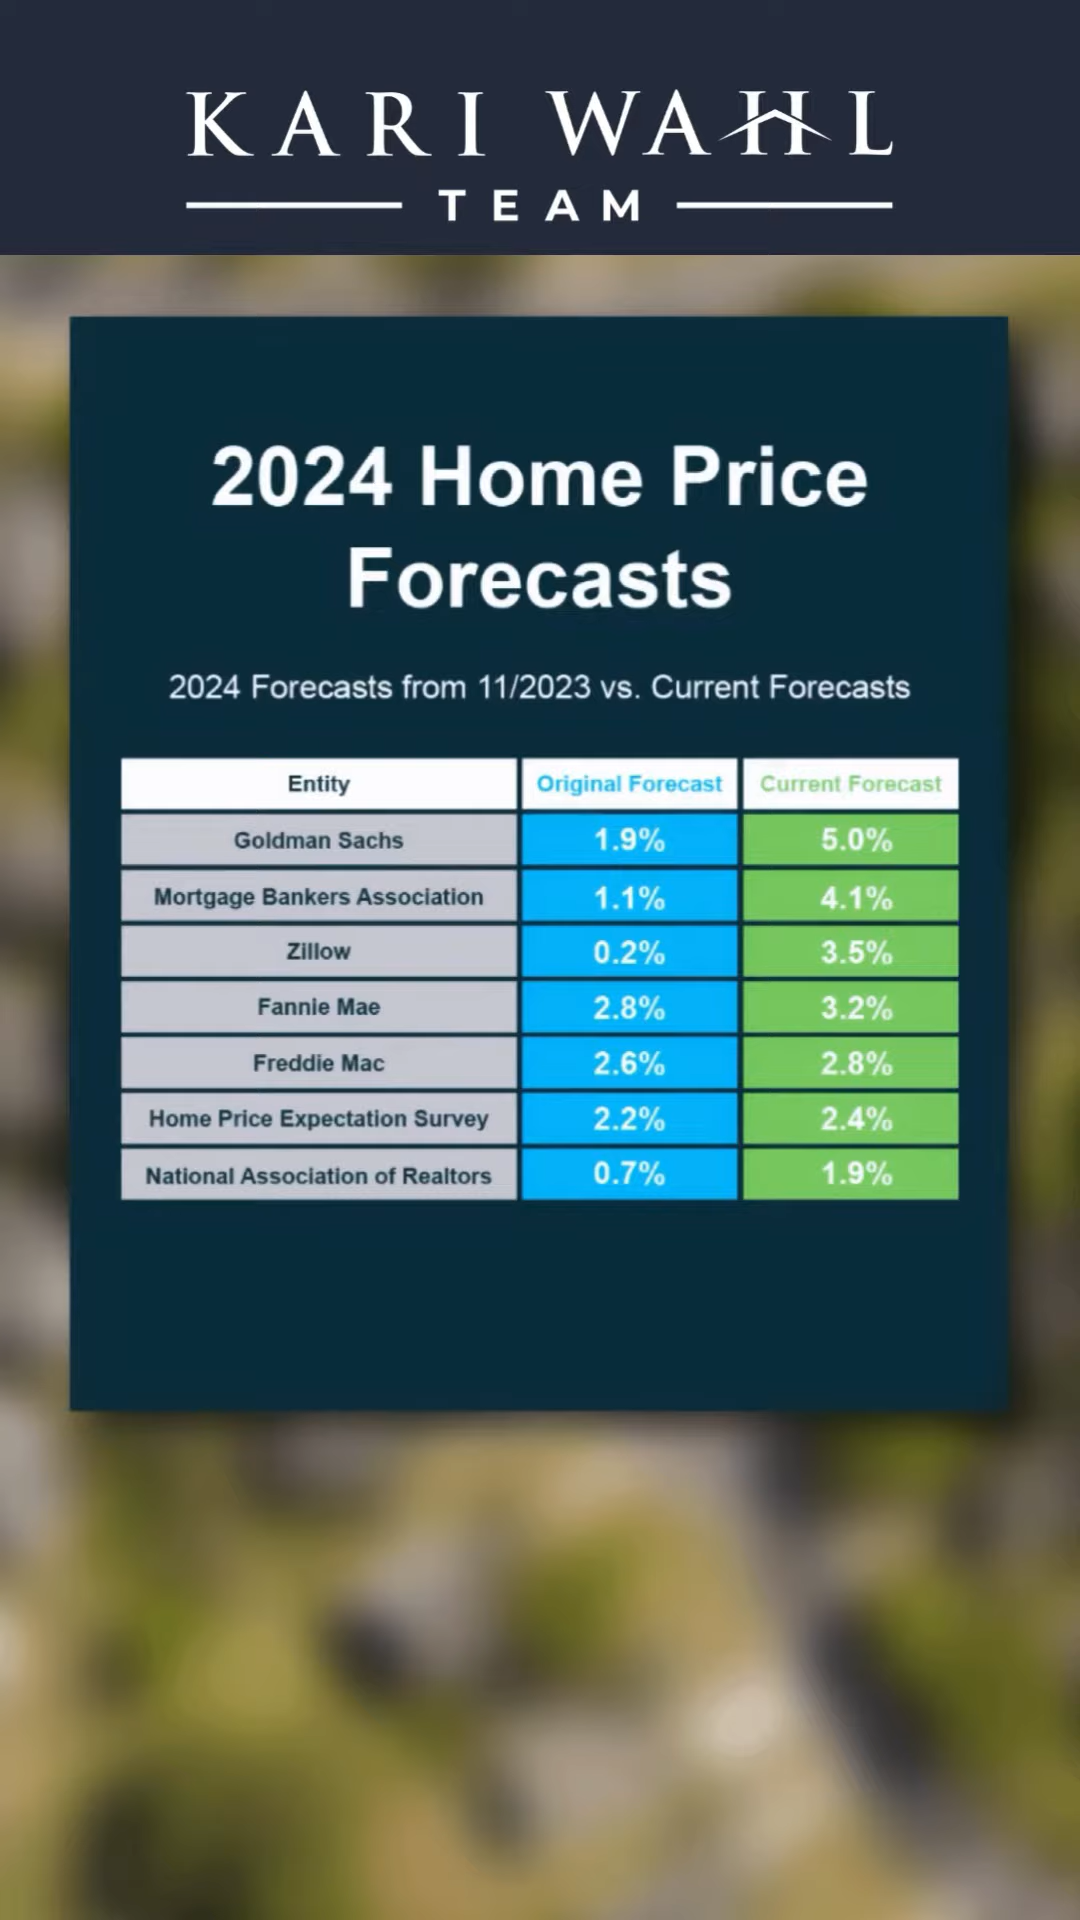 KARI WAHL
TEAM
2024 Home Price
Forecasts
2024 Forecasts from 11/2023 vs. Current Forecasts
Entity Original Forecast Current Forecast
Goldman Sachs 1.9% 5.0%
Mortgage Bankers Association 1.1% 4.1%
Zillow 0.2% 3.5%
Fannie Mae 2.8% 3.2%
Freddie Mac 2.6% 2.8%
Home Price Expectation Survey 2.2% 2.4%
National Association of Realtors 0.7% 1.9%